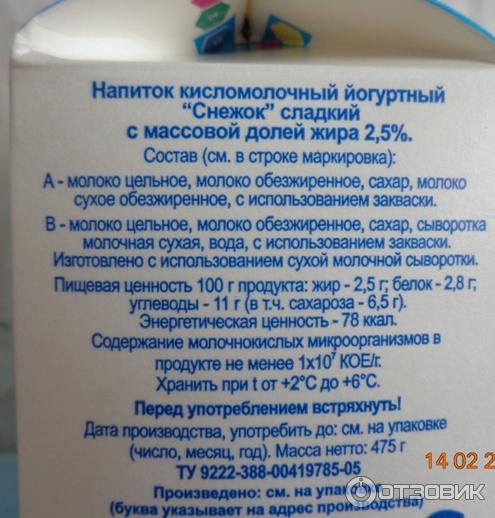 Напиток кисломолочный йогуртный
"Снежок" сладкий
с массовой долей жира 2,5%.
Состав (см. в строке маркировка):
А - молоко цельное, молоко обезжиренное, сахар, молоко
сухое обезжиренное, с использованием закваски.
В - молоко цельное, молоко обезжиренное, сахар, сыворотка
молочная сухая, вода, с использованием закваски.
Изготовлено с использованием сухой молочной сыворотки.
Пищевая ценность 100 г продукта: жир - 2,5 г; белок - 2,8 г;
углеводы - 11 г (в т.ч. сахароза - 6,5 г).
Энергетическая ценность - 78 ккал.
Содержание молочнокислых микроорганизмов в
продукте не менее 1х10⁷ КОЕ/г.
Хранить при t от +2°С до +6°С.
Перед употреблением встряхнуть!
Дата производства, употребить до: см. на упаковке
(число, месяц, год). Масса нетто: 475 г
ТУ 9222-388-00419785-05
Произведено: см. на упаковке
(буква указывает на адрес производства)
14 02 2
ОТЗОВИК